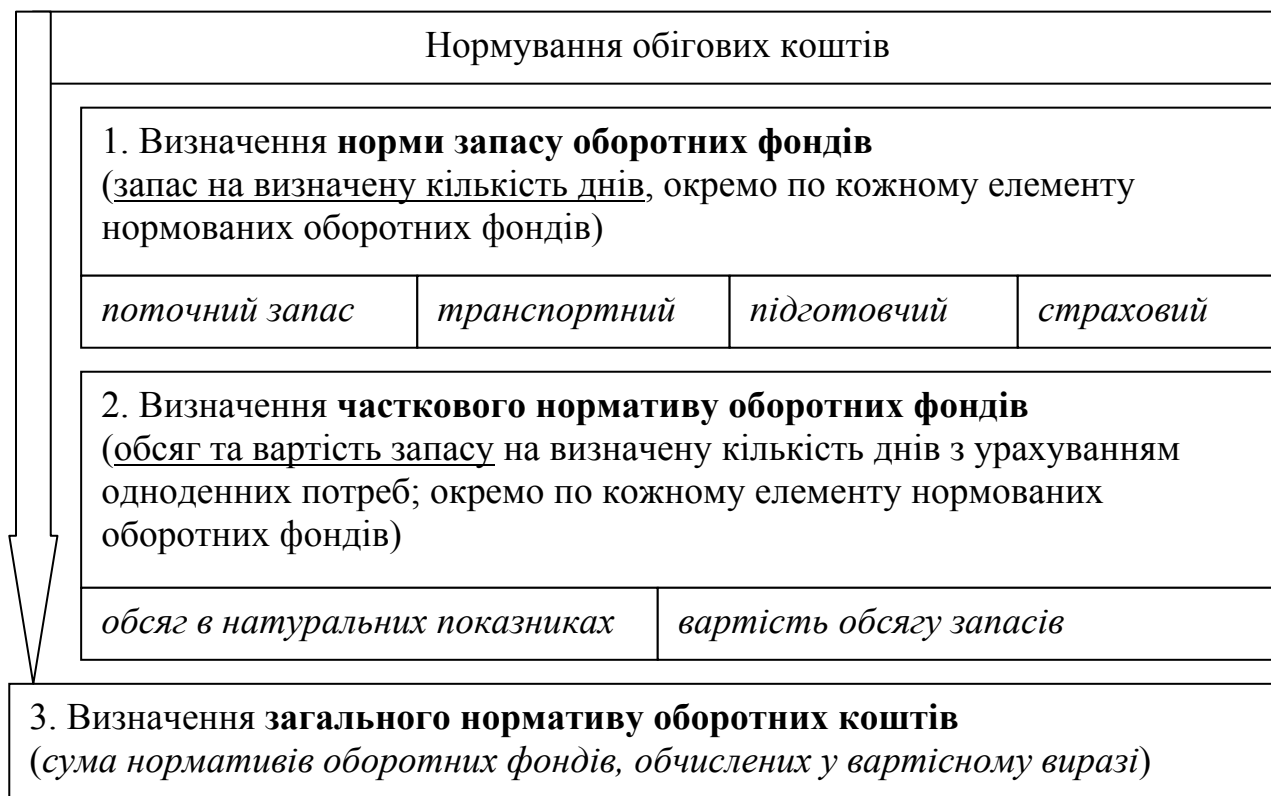 Нормування обігових коштів
1. Визначення норми запасу оборотних фондів
(запас на визначену кількість днів, окремо по кожному елементу
нормованих оборотних фондів)
поточний запас транспортний підготовчий страховий
2. Визначення часткового нормативу оборотних фондів
(обсяг та вартість запасу на визначену кількість днів з урахуванням
одноденних потреб; окремо по кожному елементу нормованих
оборотних фондів)
обсяг в натуральних показниках вартість обсягу запасів
3. Визначення загального нормативу оборотних коштів
(сума нормативів оборотних фондів, обчислених у вартісному виразі)